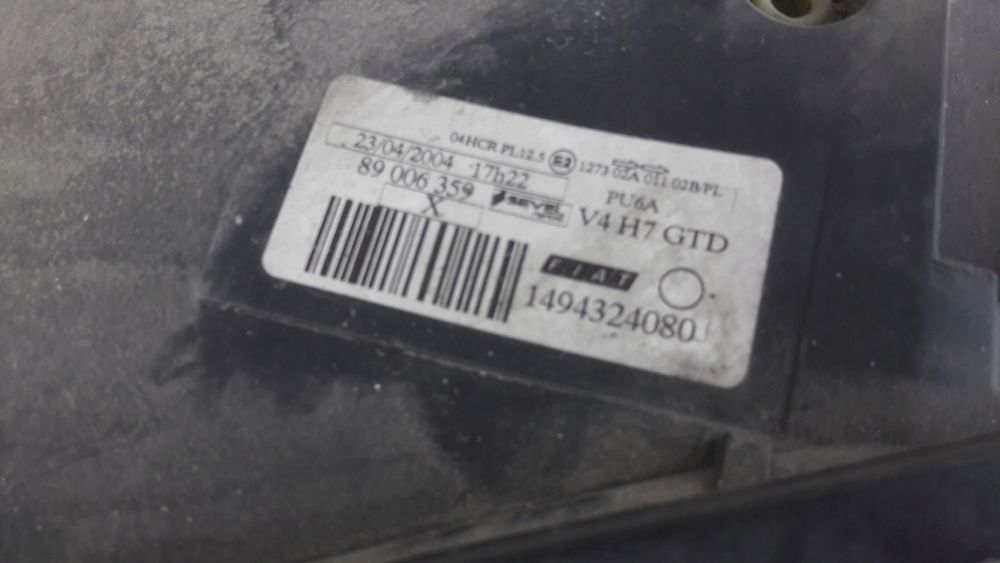 04HCR PL12.5 E2 1273 02A 011.02B/PL
23/04/2004 17h22
PU6A
89 006 359
SEVEL
V4 H7 GTD
X
FIAT
1494324080